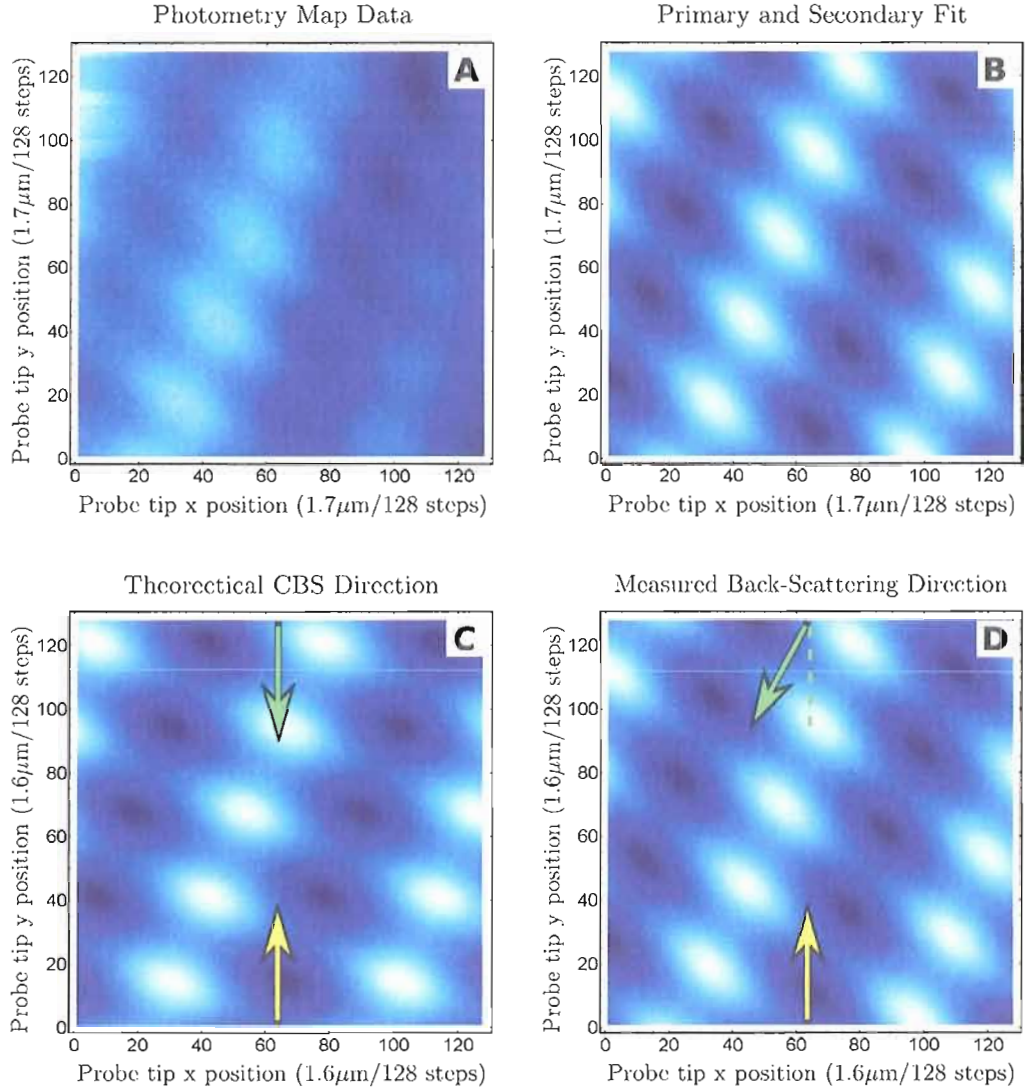 Photometry Map Data
A
Probe tip y position (1.7μm/128 steps)
120
100
80
60
40
20
0
0 20 40 60 80 100 120
Probe tip x position (1.7μm/128 steps)
Primary and Secondary Fit
B
Probe tip y position (1.7μm/128 steps)
120
100
80
60
40
20
0
0 20 40 60 80 100 120
Probe tip x position (1.7μm/128 steps)
Theorectical CBS Direction
C
Probe tip y position (1.6μm/128 steps)
120
100
80
60
40
20
0
0 20 40 60 80 100 120
Probe tip x position (1.6μm/128 steps)
Measured Back-Scattering Direction
D
Probe tip y position (1.6μm/128 steps)
120
100
80
60
40
20
0
0 20 40 60 80 100 120
Probe tip x position (1.6μm/128 steps)